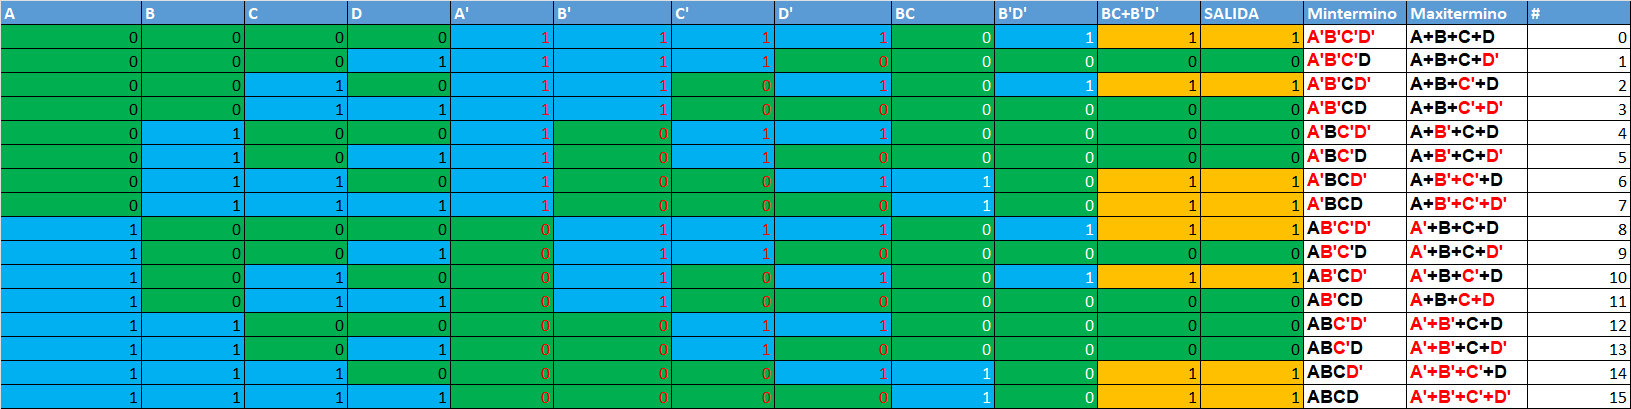 A B C D A' B' C' D' BC B'D' BC+B'D' SALIDA Mintermino Maxitermino #
0 0 0 0 1 1 1 1 0 1 1 1 A'B'C'D' A+B+C+D 0
0 0 0 1 1 1 1 0 0 0 0 0 A'B'C'D A+B+C+D' 1
0 0 1 0 1 1 0 1 0 1 1 1 A'B'CD' A+B+C'+D 2
0 0 1 1 1 1 0 0 0 0 0 0 A'B'CD A+B+C'+D' 3
0 1 0 0 1 0 1 1 0 0 0 0 A'BC'D' A+B'+C+D 4
0 1 0 1 1 0 1 0 0 0 0 0 A'BC'D A+B'+C+D' 5
0 1 1 0 1 0 0 1 1 0 1 1 A'BCD' A+B'+C'+D 6
0 1 1 1 1 0 0 0 1 0 1 1 A'BCD A+B'+C'+D' 7
1 0 0 0 0 1 1 1 0 1 1 1 AB'C'D' A'+B+C+D 8
1 0 0 1 0 1 1 0 0 0 0 0 AB'C'D A'+B+C+D' 9
1 0 1 0 0 1 0 1 0 1 1 1 AB'CD' A'+B+C'+D 10
1 0 1 1 0 1 0 0 0 0 0 0 AB'CD A+B+C+D 11
1 1 0 0 0 0 1 1 0 0 0 0 ABC'D' A'+B'+C+D 12
1 1 0 1 0 0 1 0 0 0 0 0 ABC'D A'+B'+C+D' 13
1 1 1 0 0 0 0 1 1 0 1 1 ABCD' A'+B'+C'+D 14
1 1 1 1 0 0 0 0 1 0 1 1 ABCD A'+B'+C'+D' 15